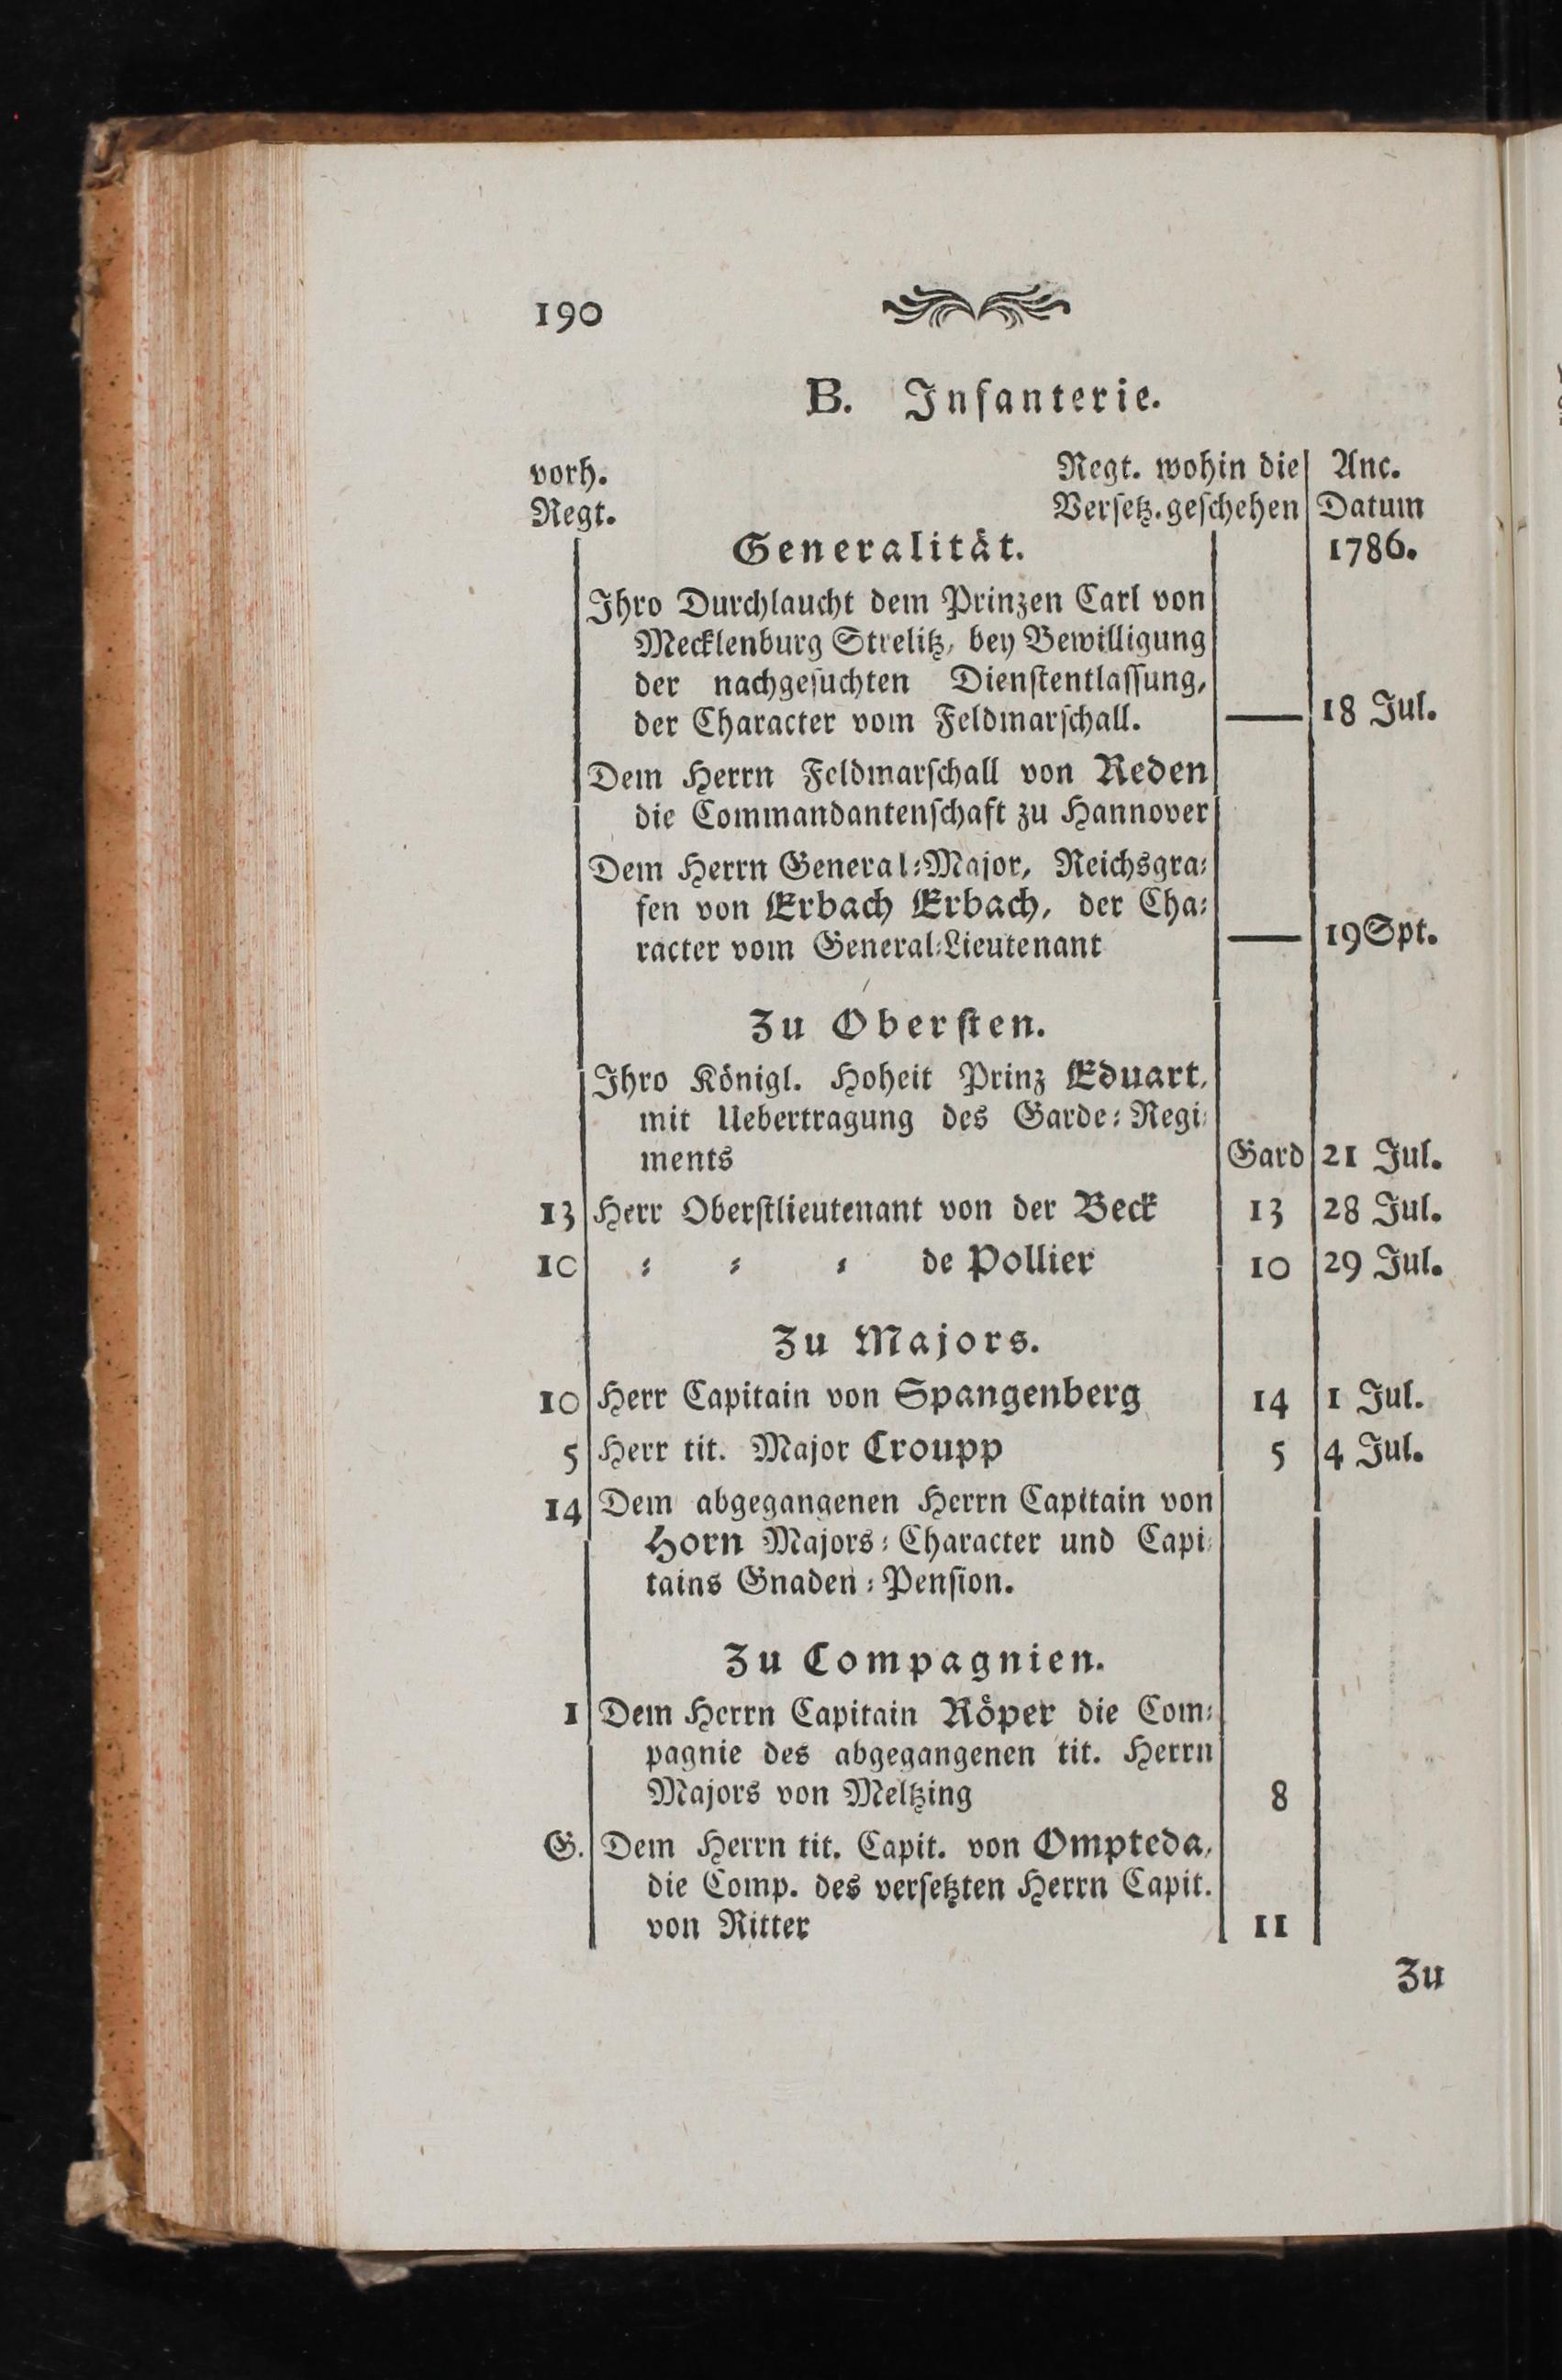 190
B. Infanterie.
vorh. Regt. wohin die Anc.
Regt. Versetz. geschehen Datum
Generalität. 1786.
Ihro Durchlaucht dem Prinzen Carl von
Mecklenburg Strelitz, bey Bewilligung
der nachgesuchten Dienstentlassung,
der Character vom Feldmarschall. — 18 Jul.
Dem Herrn Feldmarschall von Reden
die Commandantenschaft zu Hannover
Dem Herrn General-Major, Reichsgra-
fen von Erbach Erbach, der Cha-
racter vom General-Lieutenant — 19 Spt.
Zu Obersten.
Ihro Königl. Hoheit Prinz Eduart,
mit Uebertragung des Garde-Regi-
ments Gard 21 Jul.
13 Herr Oberstlieutenant von der Beck 13 28 Jul.
10 - - - de Pollier 10 29 Jul.
Zu Majors.
10 Herr Capitain von Spangenberg 14 1 Jul.
5 Herr tit. Major Croupp 5 4 Jul.
14 Dem abgegangenen Herrn Capitain von
Horn Majors-Character und Capi-
tains Gnaden-Pension.
Zu Compagnien.
1 Dem Herrn Capitain Röper die Com-
pagnie des abgegangenen tit. Herrn
Majors von Meltzing 8
G. Dem Herrn tit. Capit. von Ompteda,
die Comp. des versetzten Herrn Capit.
von Ritter 11
Zu